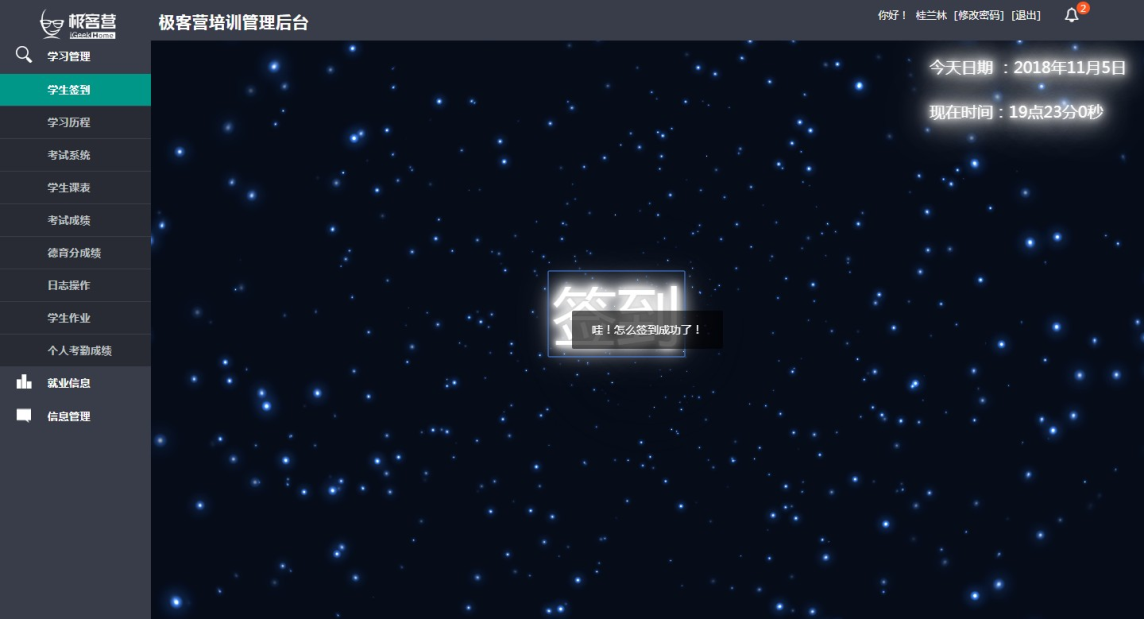 极客营
iGeekHome
极客营培训管理后台
你好！ 桂兰林 [修改密码] [退出]
2
学习管理
学生签到
学习历程
考试系统
学生课表
考试成绩
德育分成绩
日志操作
学生作业
个人考勤成绩
就业信息
信息管理
今天日期 ：2018年11月5日
现在时间：19点23分0秒
签到
哇！怎么签到成功了！